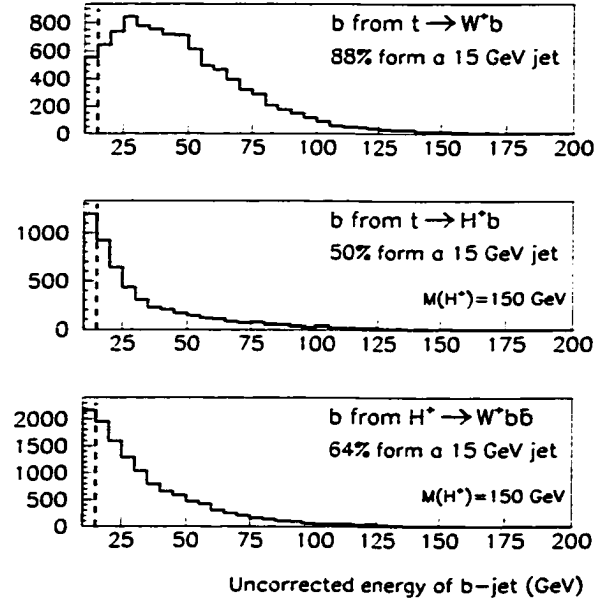 800
600
400
200
0
b from t → W⁺b
88% form a 15 GeV jet
25 50 75 100 125 150 175 200
1000
500
0
b from t → H⁺b
50% form a 15 GeV jet
M(H⁺)=150 GeV
25 50 75 100 125 150 175 200
2000
1500
1000
500
0
b from H⁺ → W⁺bb̄
64% form a 15 GeV jet
M(H⁺)=150 GeV
25 50 75 100 125 150 175 200
Uncorrected energy of b-jet (GeV)